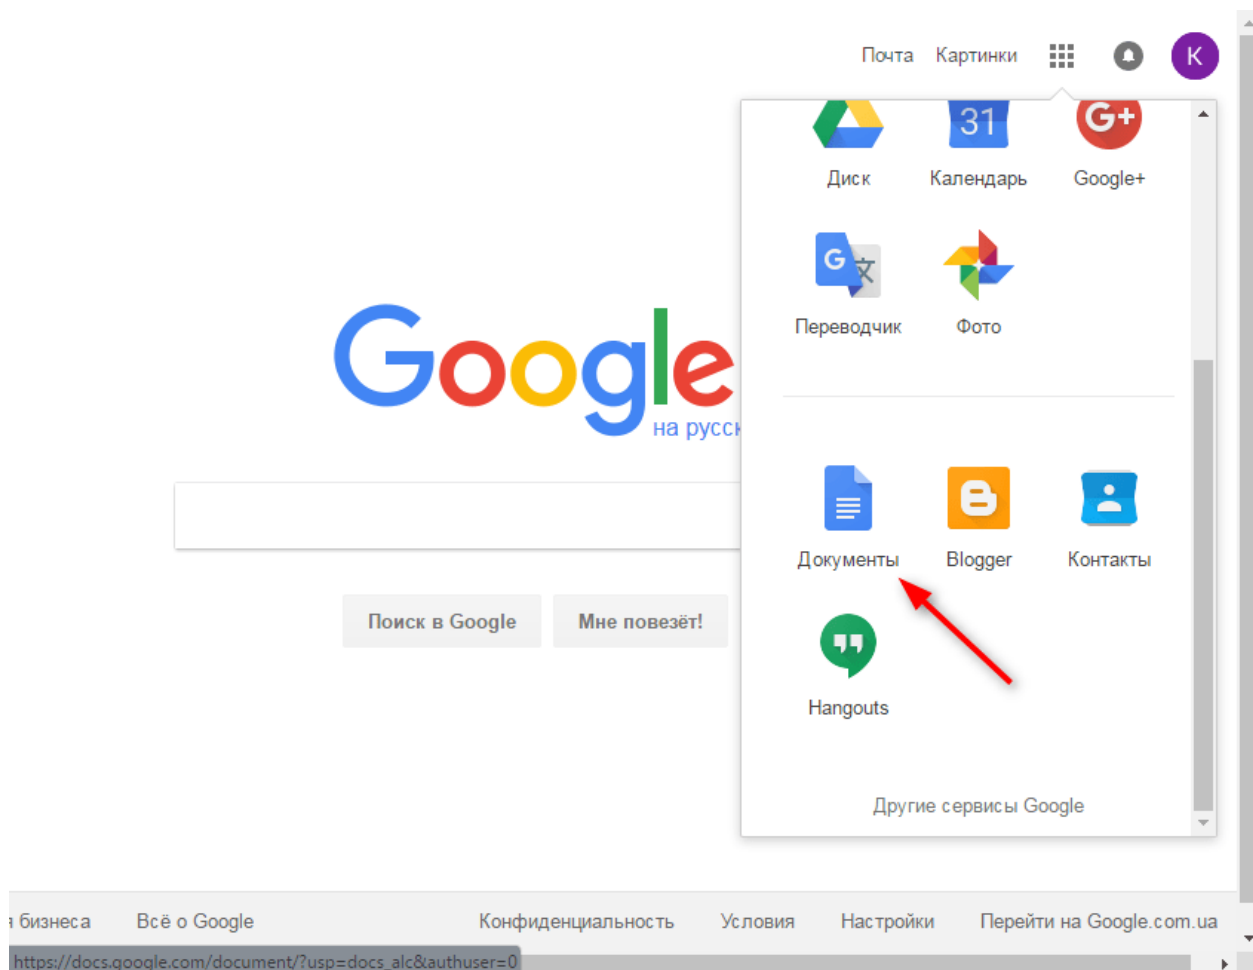 Почта Картинки K
31 G+
Диск Календарь Google+
G 文
Переводчик Фото
Google
на русск
Документы Blogger Контакты
Поиск в Google Мне повезёт!
Hangouts
Другие сервисы Google
бизнеса Всё о Google Конфиденциальность Условия Настройки Перейти на Google.com.ua
https://docs.google.com/document/?usp=docs_alc&authuser=0